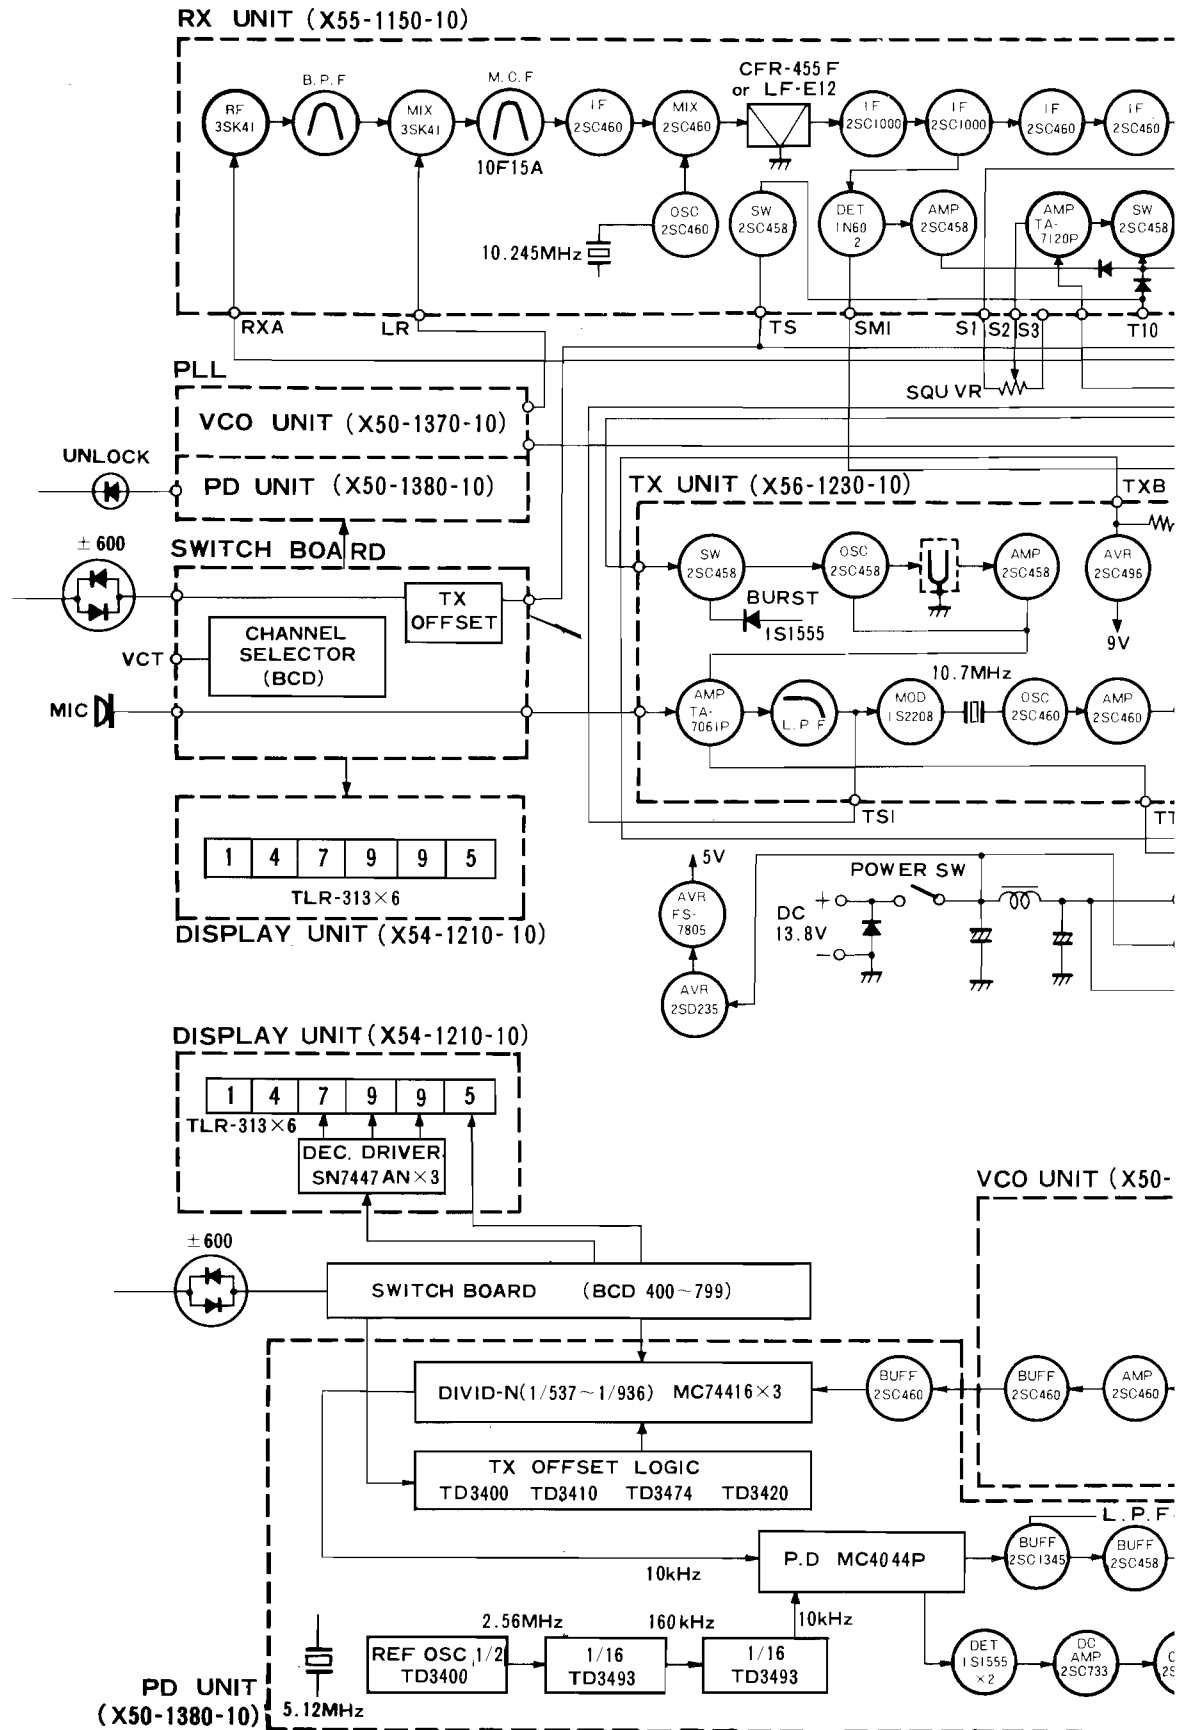 RX UNIT (X55-1150-10)
RF
3SK41
B.P.F
MIX
3SK41
M.C.F
10F15A
IF
2SC460
MIX
2SC460
CFR-455F
or LF-E12
IF
2SC1000
IF
2SC1000
IF
2SC460
IF
2SC460
10.245MHz
OSC
2SC460
SW
2SC458
DET
1N60
2
AMP
2SC458
AMP
TA-
7120P
SW
2SC458
RXA
LR
TS
SMI
S1
S2
S3
T10
SQU VR
PLL
VCO UNIT (X50-1370-10)
PD UNIT (X50-1380-10)
UNLOCK
TX UNIT (X56-1230-10)
TXB
± 600
SWITCH BOARD
TX
OFFSET
CHANNEL
SELECTOR
(BCD)
VCT
MIC
SW
2SC458
BURST
1S1555
OSC
2SC458
AMP
2SC458
AVR
2SC496
9V
AMP
TA-
7061P
L.P.F
MOD
1S2208
10.7MHz
OSC
2SC460
AMP
2SC460
TSI
1 4 7 9 9 5
TLR-313×6
DISPLAY UNIT (X54-1210-10)
5V
AVR
FS-
7805
AVR
2SD235
POWER SW
DC
13.8V
+
−
DISPLAY UNIT (X54-1210-10)
1 4 7 9 9 5
TLR-313×6
DEC. DRIVER
SN7447AN×3
VCO UNIT (X50-
± 600
SWITCH BOARD (BCD 400~799)
DIVID-N(1/537~1/936) MC74416×3
BUFF
2SC460
BUFF
2SC460
AMP
2SC460
TX OFFSET LOGIC
TD3400 TD3410 TD3474 TD3420
L.P.F
P.D MC4044P
BUFF
2SC1345
BUFF
2SC458
10kHz
10kHz
2.56MHz
160kHz
REF OSC 1/2
TD3400
1/16
TD3493
1/16
TD3493
DET
1S1555
×2
DC
AMP
2SC733
5.12MHz
PD UNIT
(X50-1380-10)